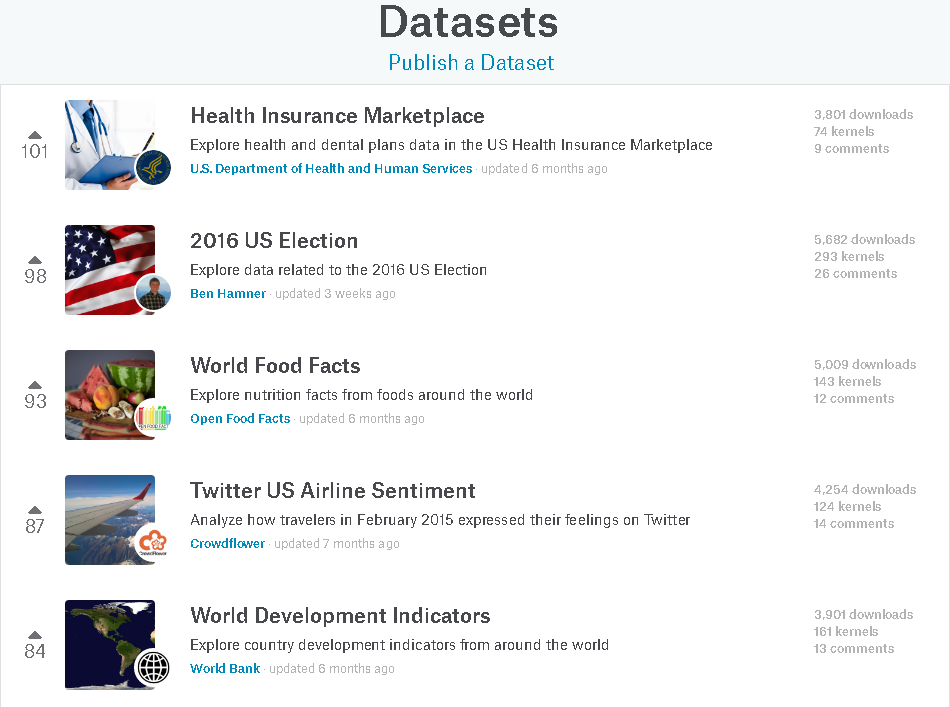 Datasets
Publish a Dataset
101
Health Insurance Marketplace
Explore health and dental plans data in the US Health Insurance Marketplace
U.S. Department of Health and Human Services · updated 6 months ago
3,801 downloads
74 kernels
9 comments
98
2016 US Election
Explore data related to the 2016 US Election
Ben Hamner · updated 3 weeks ago
5,682 downloads
293 kernels
26 comments
93
World Food Facts
Explore nutrition facts from foods around the world
Open Food Facts · updated 6 months ago
5,009 downloads
143 kernels
12 comments
87
Twitter US Airline Sentiment
Analyze how travelers in February 2015 expressed their feelings on Twitter
Crowdflower · updated 7 months ago
CrowdFlower
4,254 downloads
124 kernels
14 comments
84
World Development Indicators
Explore country development indicators from around the world
World Bank · updated 6 months ago
3,901 downloads
161 kernels
13 comments